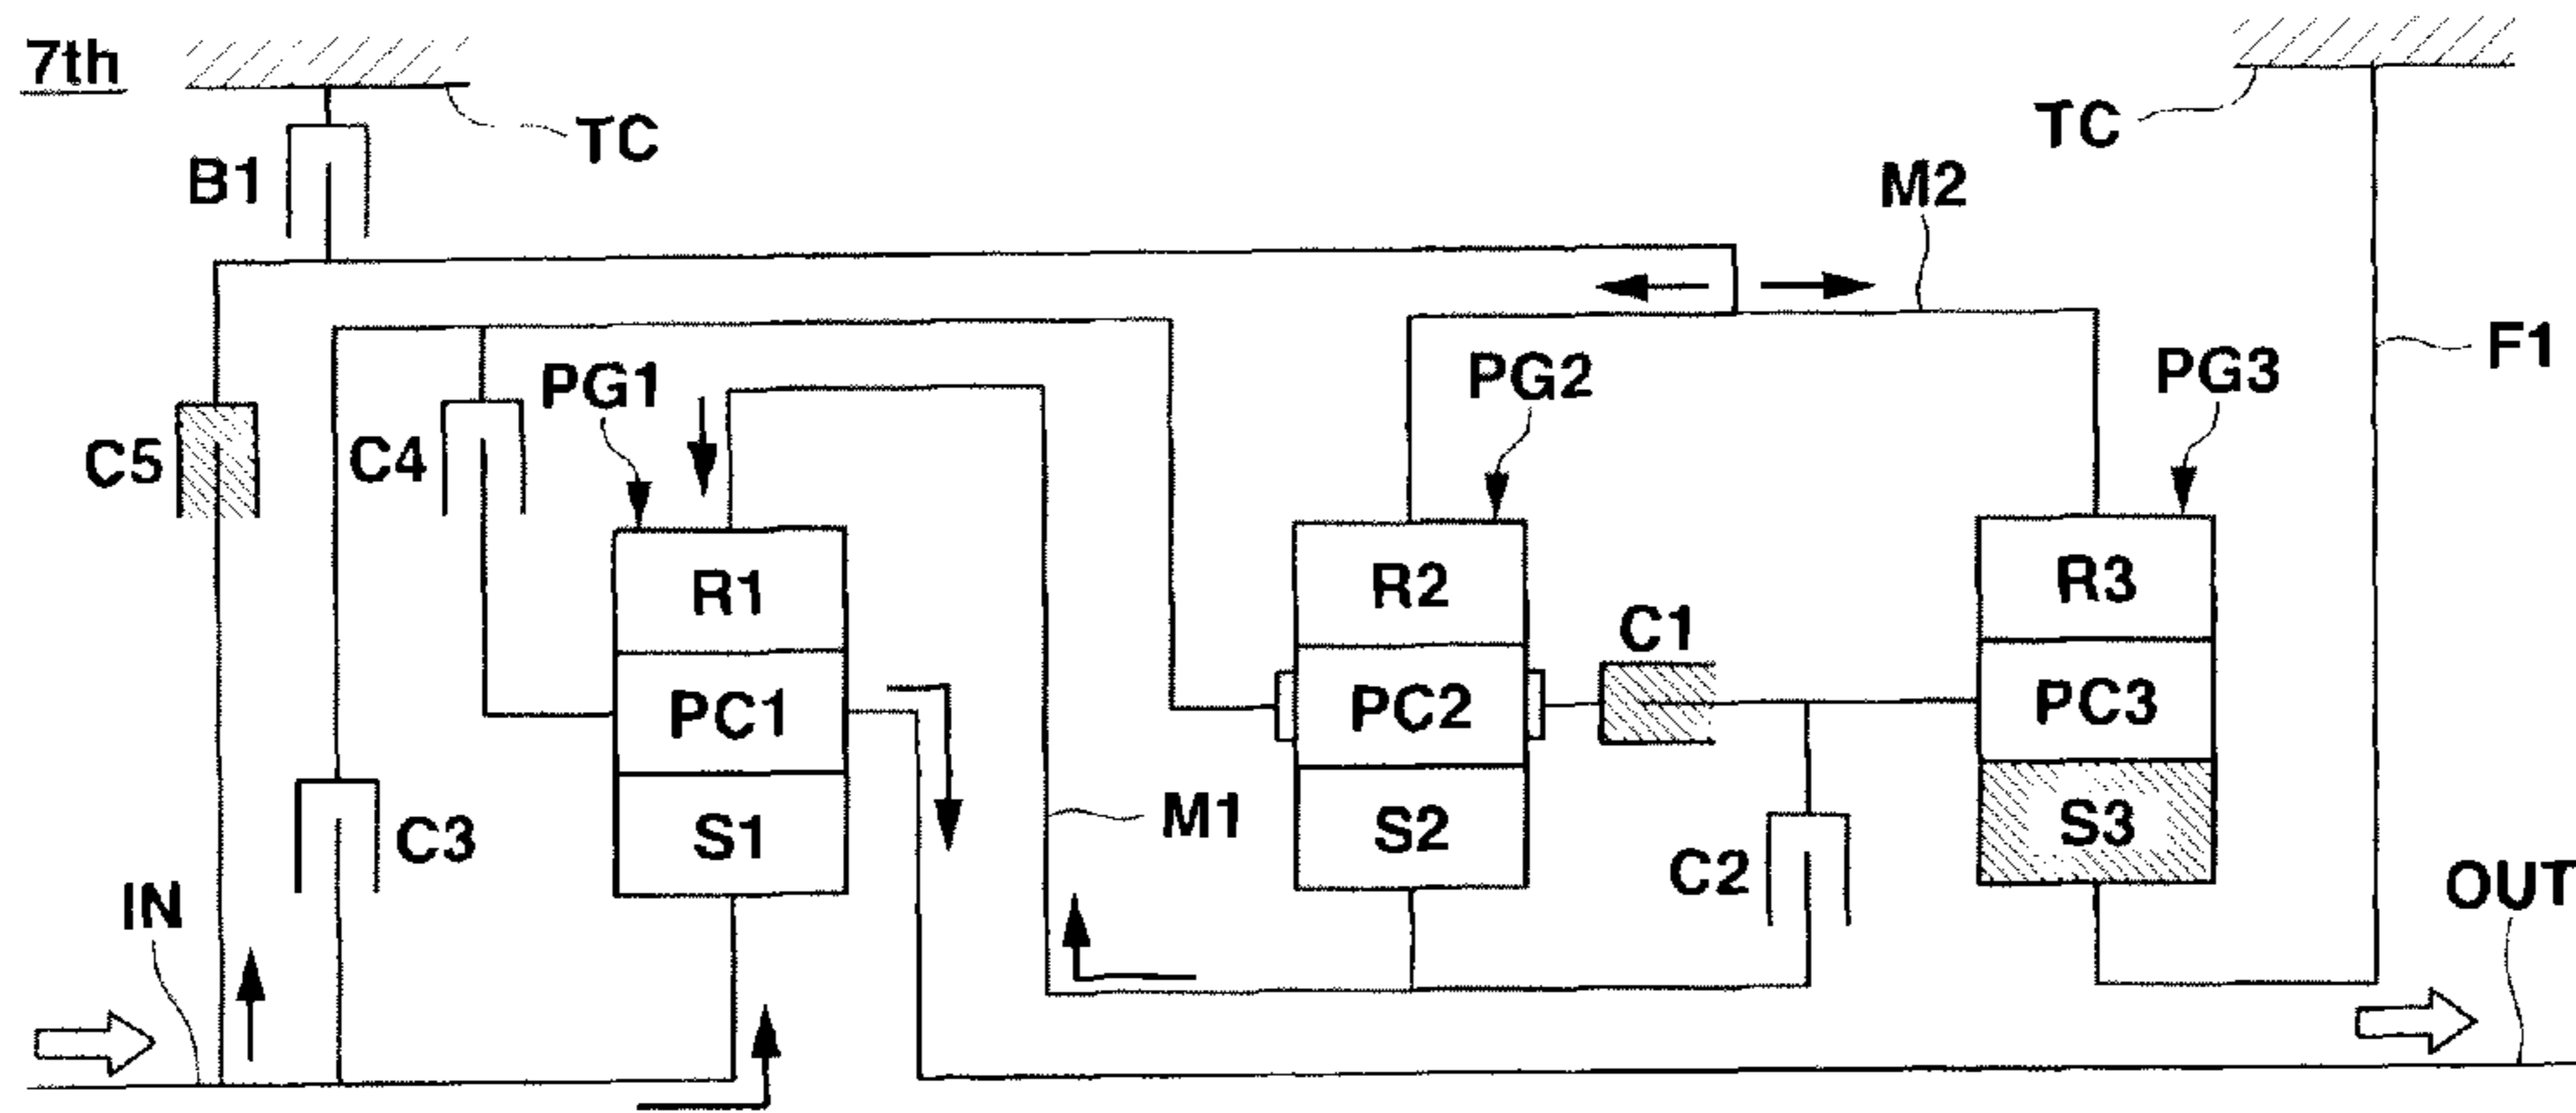 7th
TC
TC
B1
M2
F1
PG1
PG2
PG3
C5
C4
R1
R2
R3
C1
PC1
PC2
PC3
M1
S1
S2
S3
C3
C2
IN
OUT